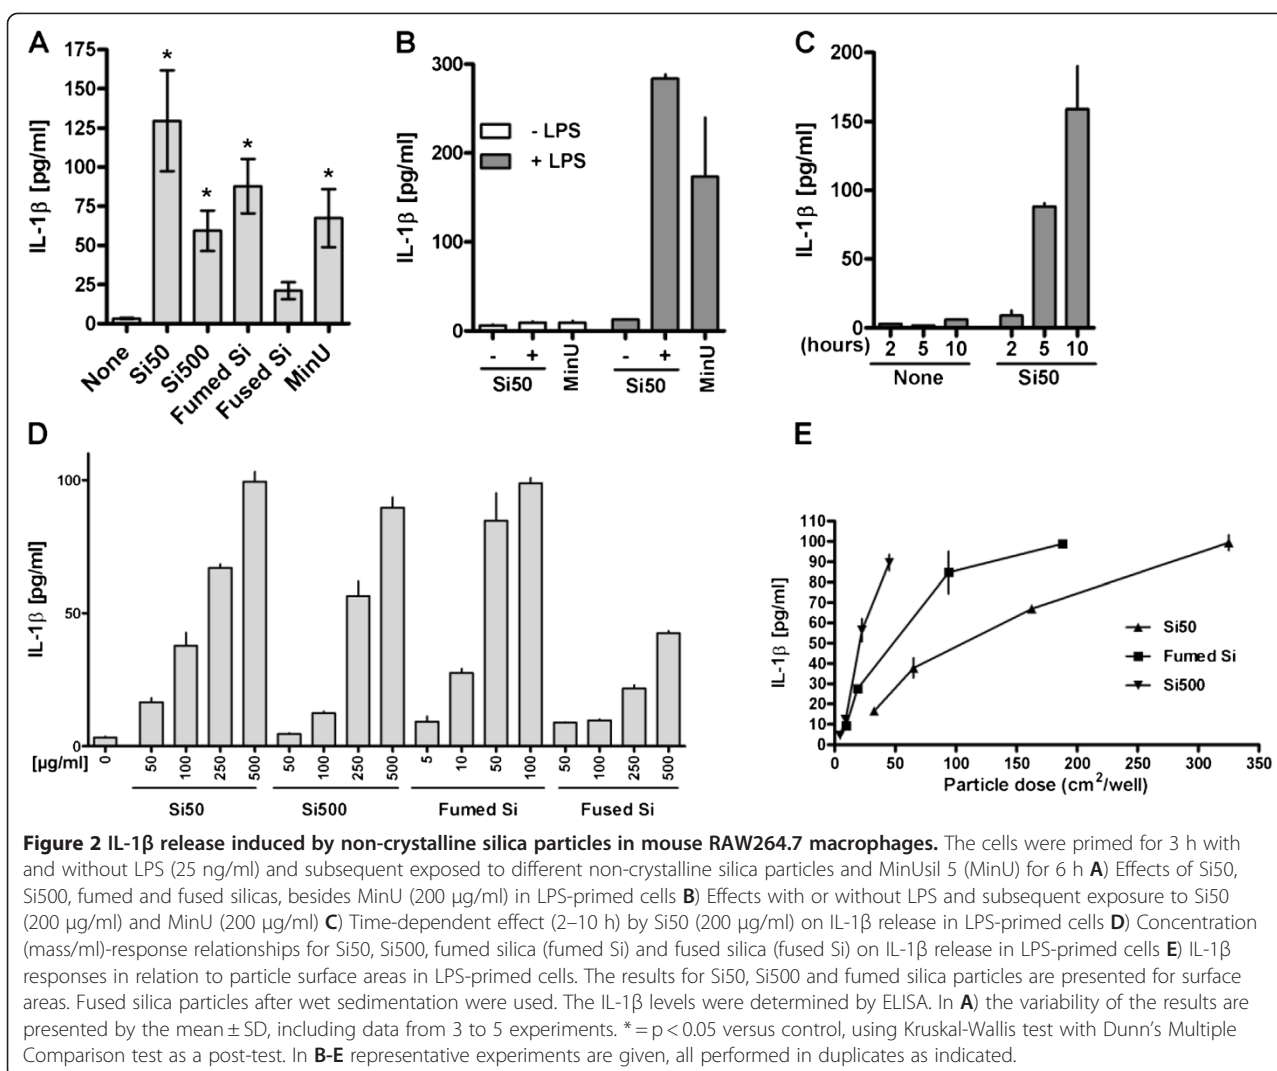 A
175
150
125
100
75
50
25
0
IL-1β [pg/ml]
*
*
*
*
None
Si50
Si500
Fumed Si
Fused Si
MinU
B
300
200
100
0
IL-1β [pg/ml]
- LPS
+ LPS
- + MinU - + MinU
Si50 Si50
C
200
150
100
50
0
IL-1β [pg/ml]
(hours) 2 5 10 2 5 10
None Si50
D
100
50
0
IL-1β [pg/ml]
[µg/ml] 0 50 100 250 500 50 100 250 500 5 10 50 100 50 100 250 500
Si50 Si500 Fumed Si Fused Si
E
110
100
90
80
70
60
50
40
30
20
10
0
IL-1β [pg/ml]
Si50
Fumed Si
Si500
0 50 100 150 200 250 300 350
Particle dose (cm²/well)
Figure 2 IL-1β release induced by non-crystalline silica particles in mouse RAW264.7 macrophages. The cells were primed for 3 h with
and without LPS (25 ng/ml) and subsequent exposed to different non-crystalline silica particles and MinUsil 5 (MinU) for 6 h A) Effects of Si50,
Si500, fumed and fused silicas, besides MinU (200 µg/ml) in LPS-primed cells B) Effects with or without LPS and subsequent exposure to Si50
(200 µg/ml) and MinU (200 µg/ml) C) Time-dependent effect (2–10 h) by Si50 (200 µg/ml) on IL-1β release in LPS-primed cells D) Concentration
(mass/ml)-response relationships for Si50, Si500, fumed silica (fumed Si) and fused silica (fused Si) on IL-1β release in LPS-primed cells E) IL-1β
responses in relation to particle surface areas in LPS-primed cells. The results for Si50, Si500 and fumed silica particles are presented for surface
areas. Fused silica particles after wet sedimentation were used. The IL-1β levels were determined by ELISA. In A) the variability of the results are
presented by the mean ± SD, including data from 3 to 5 experiments. * = p < 0.05 versus control, using Kruskal-Wallis test with Dunn's Multiple
Comparison test as a post-test. In B-E representative experiments are given, all performed in duplicates as indicated.